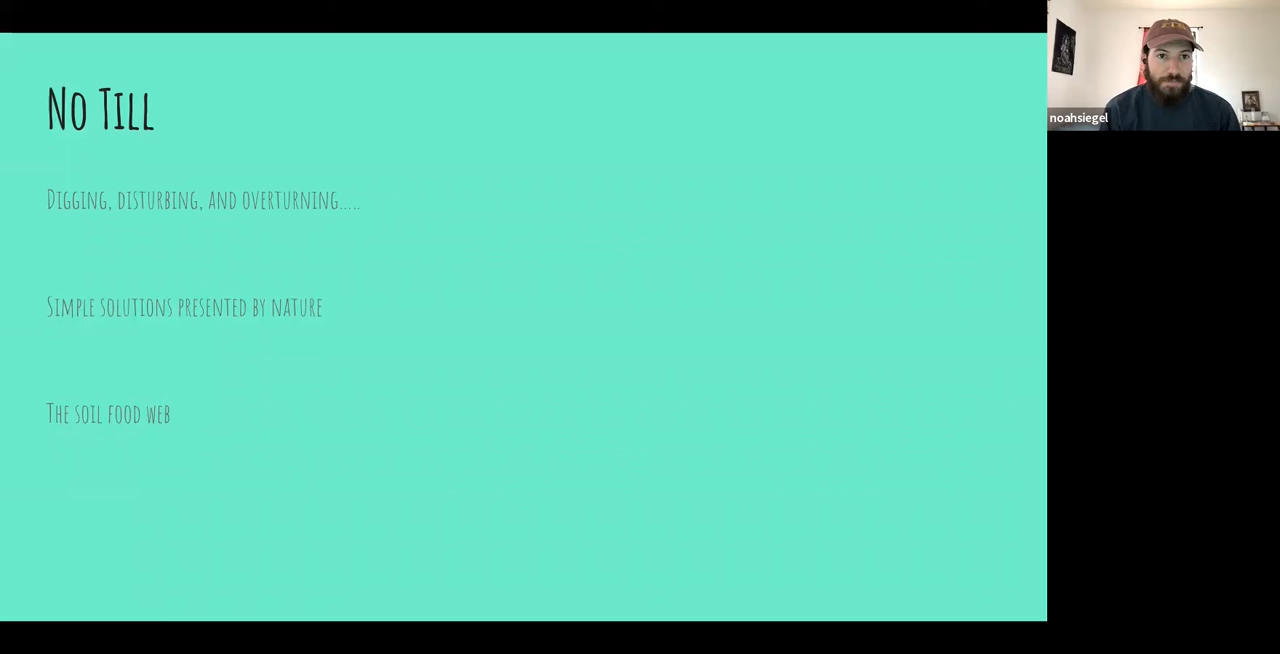 No Till
Digging, disturbing, and overturning.....
Simple solutions presented by nature
The soil food web
noahsiegel